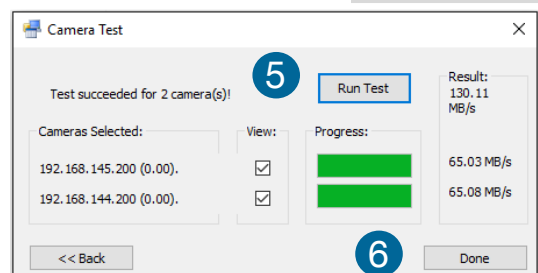 Camera Test
5
Test succeeded for 2 camera(s)!
Run Test
Result:
130.11
MB/s
Cameras Selected:
View:
Progress:
192.168.145.200 (0.00).
65.03 MB/s
192.168.144.200 (0.00).
65.08 MB/s
<< Back
6
Done